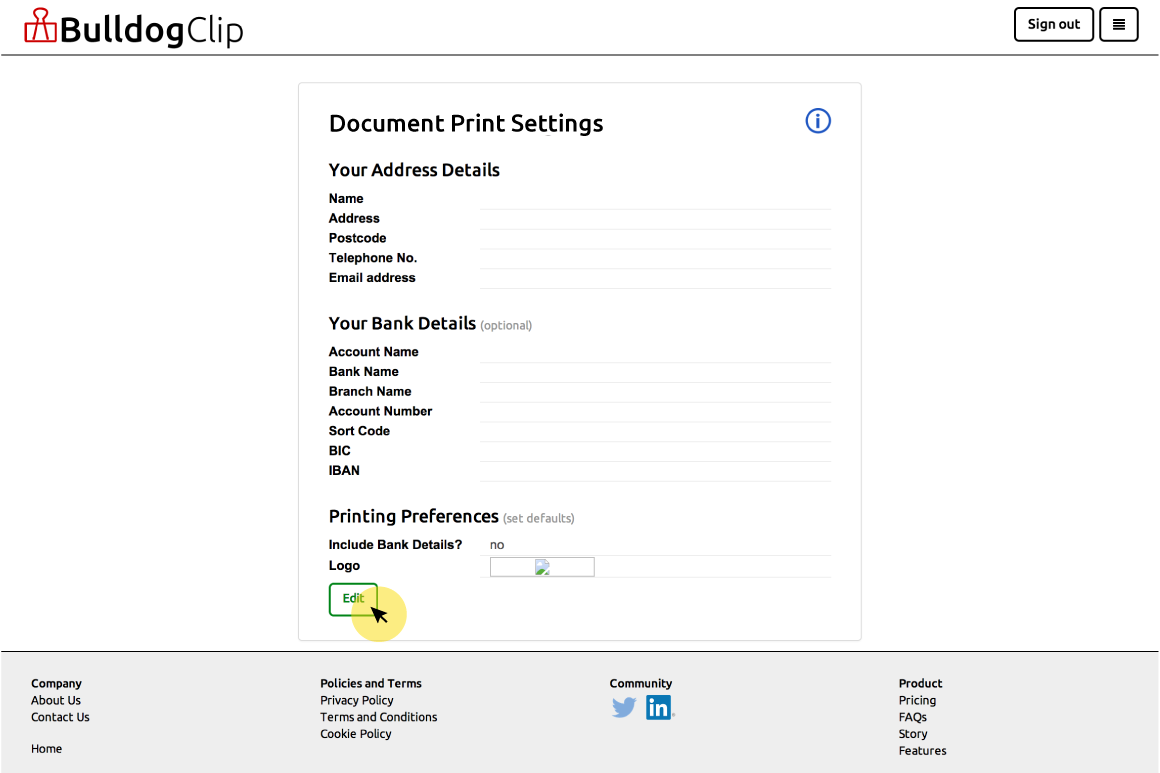 BulldogClip
Sign out
Document Print Settings
Your Address Details
Name
Address
Postcode
Telephone No.
Email address
Your Bank Details (optional)
Account Name
Bank Name
Branch Name
Account Number
Sort Code
BIC
IBAN
Printing Preferences (set defaults)
Include Bank Details? no
Logo
Edit
Company
About Us
Contact Us
Home
Policies and Terms
Privacy Policy
Terms and Conditions
Cookie Policy
Community
in
Product
Pricing
FAQs
Story
Features